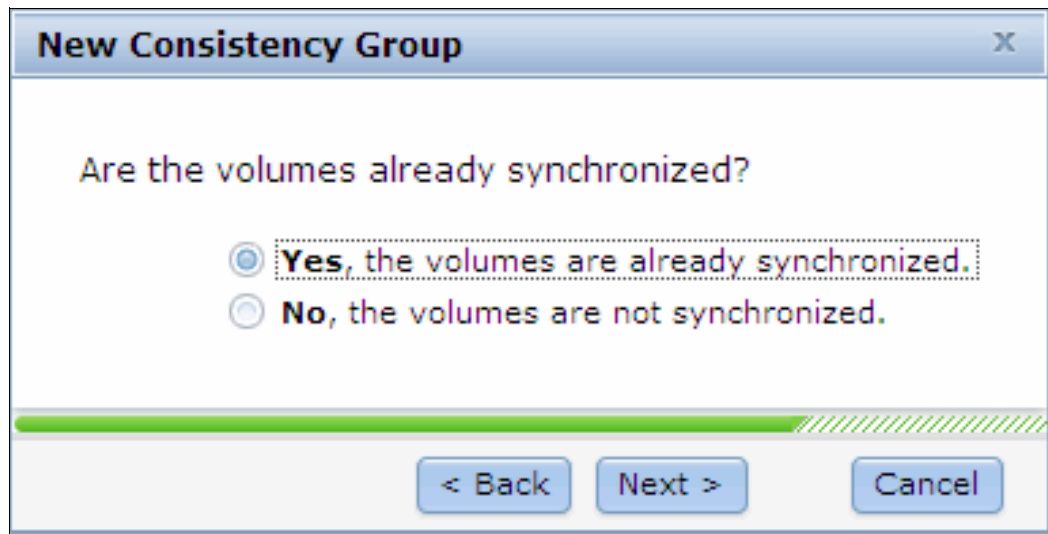 New Consistency Group x
Are the volumes already synchronized?
Yes, the volumes are already synchronized.
No, the volumes are not synchronized.
< Back Next > Cancel